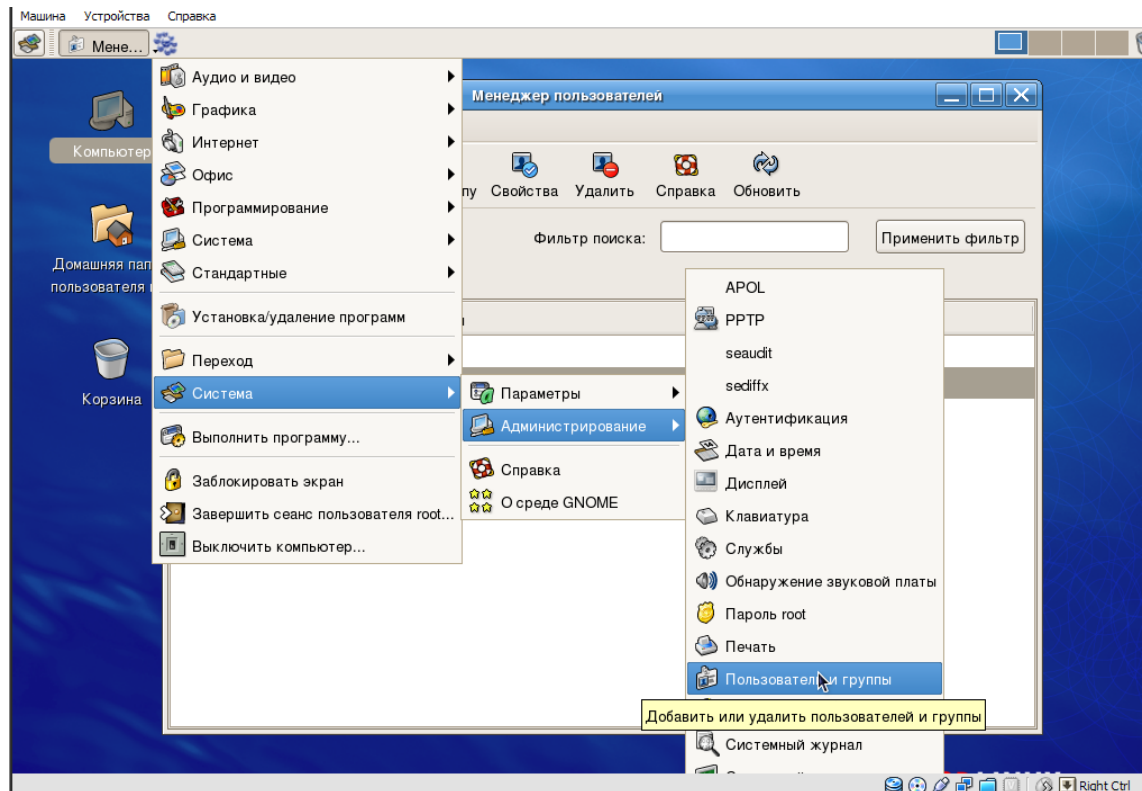 Машина Устройства Справка
Мене...
Компьютер
Домашняя пап
пользователя
Корзина
Аудио и видео
Графика
Интернет
Офис
Программирование
Система
Стандартные
Установка/удаление программ
Переход
Система
Выполнить программу...
Заблокировать экран
Завершить сеанс пользователя root...
Выключить компьютер...
Менеджер пользователей
пу Свойства Удалить Справка Обновить
Фильтр поиска: Применить фильтр
Параметры
Администрирование
Справка
О среде GNOME
APOL
PPTP
seaudit
sediffx
Аутентификация
Дата и время
Дисплей
Клавиатура
Службы
Обнаружение звуковой платы
Пароль root
Печать
Пользователи и группы
Добавить или удалить пользователей и группы
Системный журнал
Right Ctrl